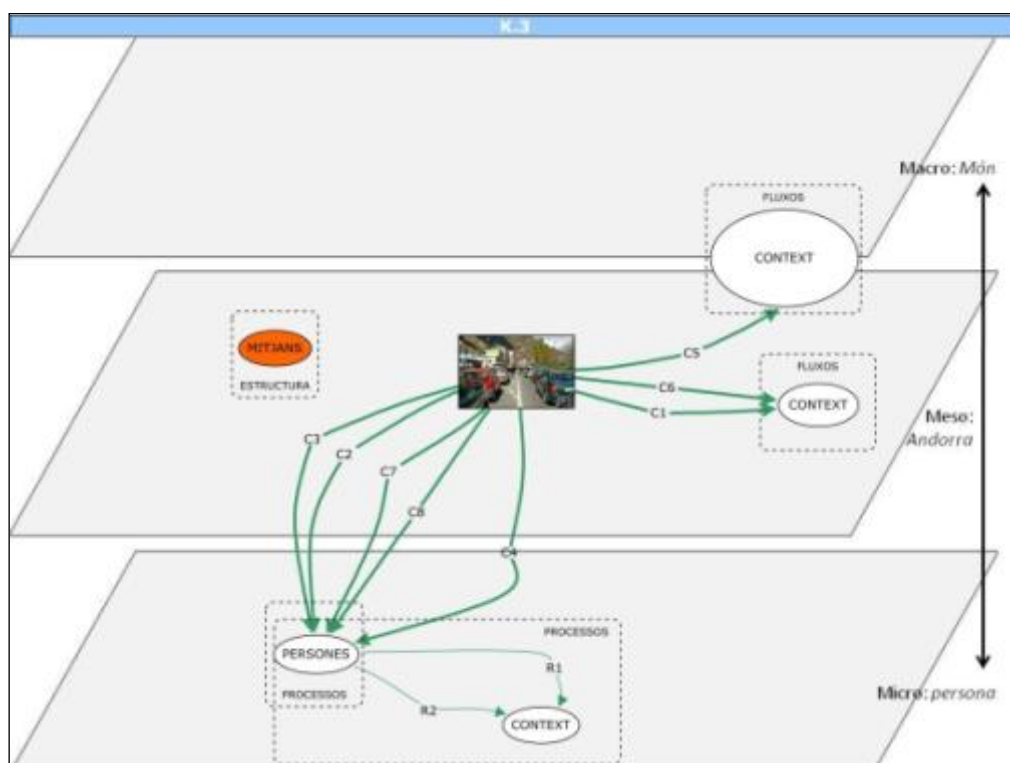 K.3
Macro: Món
FLUXOS
CONTEXT
MITJANS
ESTRUCTURA
C5
FLUXOS
C6
CONTEXT
C1
Meso:
Andorra
C3
C2
C7
C8
C4
PROCESSOS
PERSONES
R1
PROCESSOS
Micro: persona
R2
CONTEXT